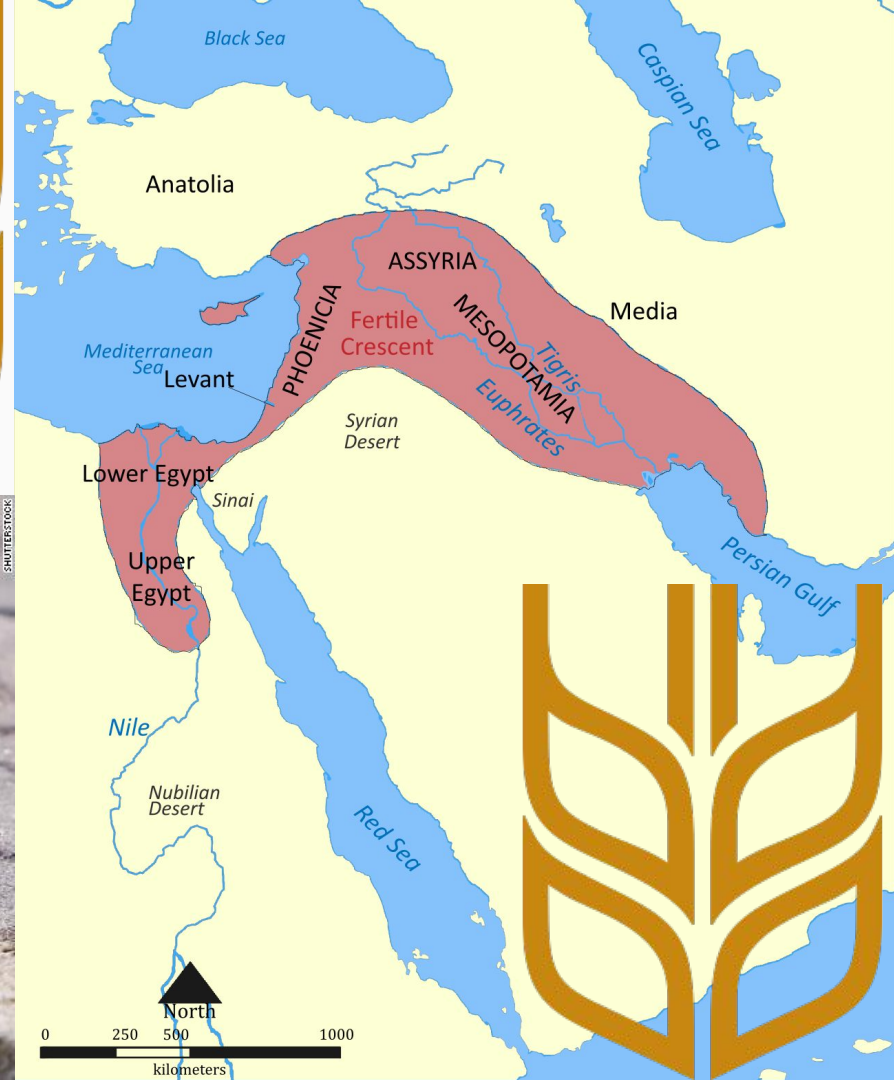 Black Sea
Caspian Sea
Anatolia
ASSYRIA
PHOENICIA
MESOPOTAMIA
Media
Fertile
Crescent
Tigris
Mediterranean
Sea
Levant
Euphrates
Syrian
Desert
Lower Egypt
Sinai
SHUTTERSTOCK
Upper
Egypt
Persian Gulf
Nile
Nubilian
Desert
Red Sea
North
0 250 500 1000
kilometers